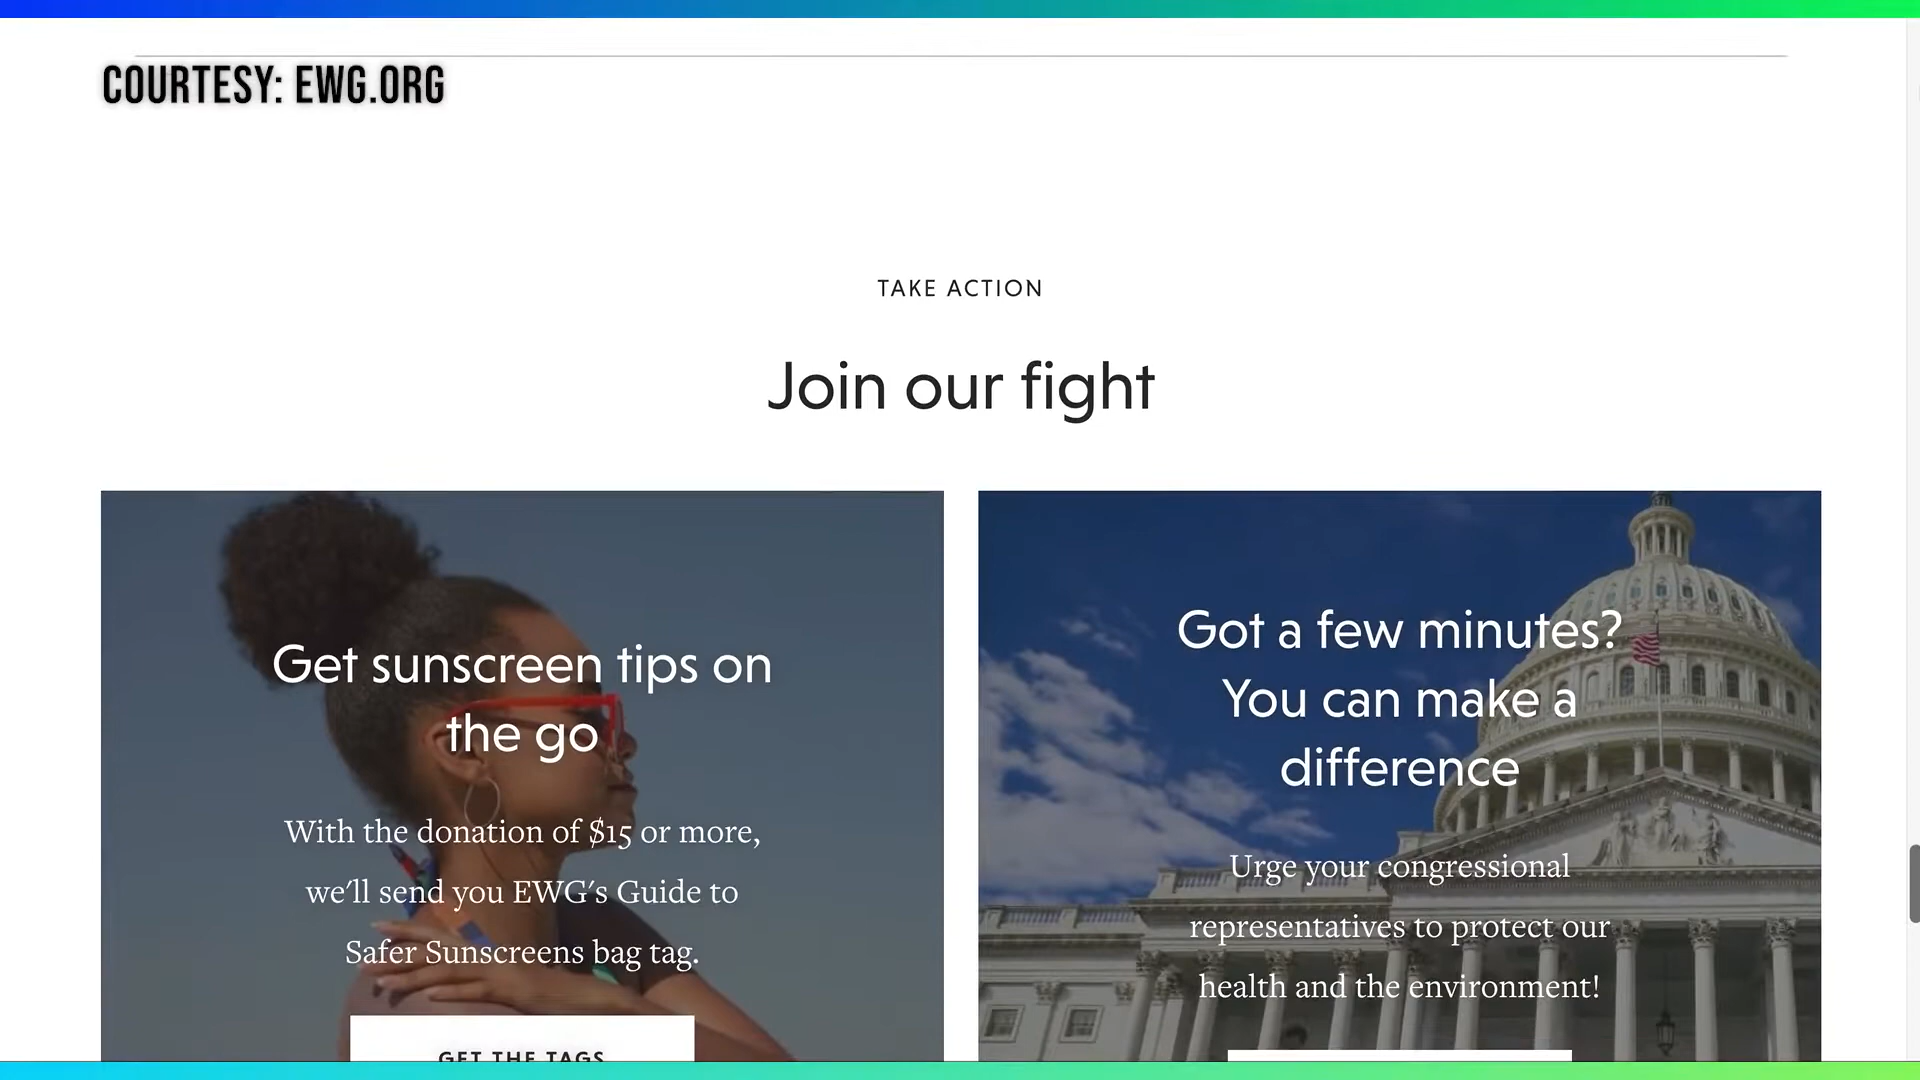 COURTESY: EWG.ORG
TAKE ACTION
Join our fight
Get sunscreen tips on
the go
With the donation of $15 or more,
we'll send you EWG's Guide to
Safer Sunscreens bag tag.
GET THE TAGS
Got a few minutes?
You can make a
difference
Urge your congressional
representatives to protect our
health and the environment!